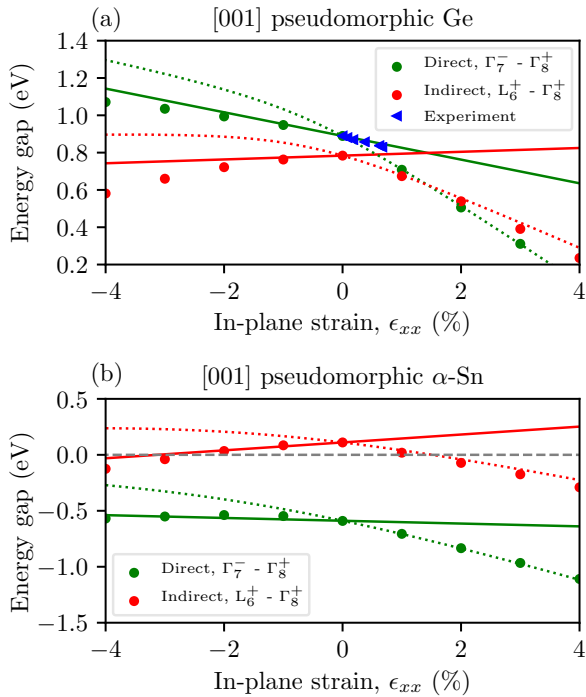 (a) [001] pseudomorphic Ge
Energy gap (eV)
1.4
1.2
1.0
0.8
0.6
0.4
0.2
Direct, Γ₇⁻ - Γ₈⁺
Indirect, L₆⁺ - Γ₈⁺
Experiment
−4 −2 0 2 4
In-plane strain, ϵₓₓ (%)
(b) [001] pseudomorphic α-Sn
Energy gap (eV)
0.5
0.0
−0.5
−1.0
−1.5
Direct, Γ₇⁻ - Γ₈⁺
Indirect, L₆⁺ - Γ₈⁺
−4 −2 0 2 4
In-plane strain, ϵₓₓ (%)